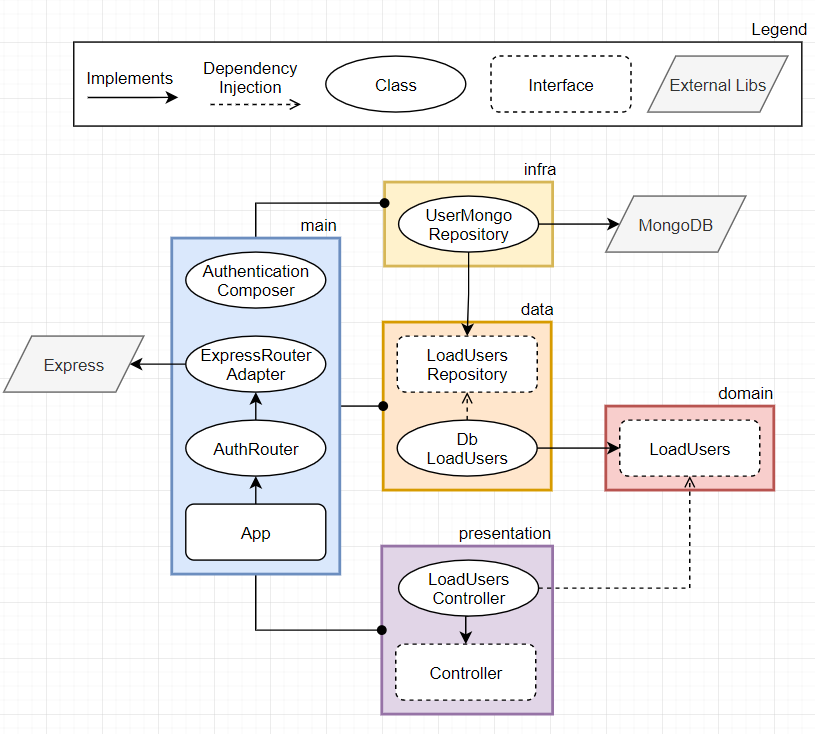 Legend
Implements
Dependency
Injection
Class
Interface
External Libs
infra
UserMongo
Repository
MongoDB
main
Authentication
Composer
data
ExpressRouter
Adapter
Express
LoadUsers
Repository
domain
AuthRouter
Db
LoadUsers
LoadUsers
App
presentation
LoadUsers
Controller
Controller